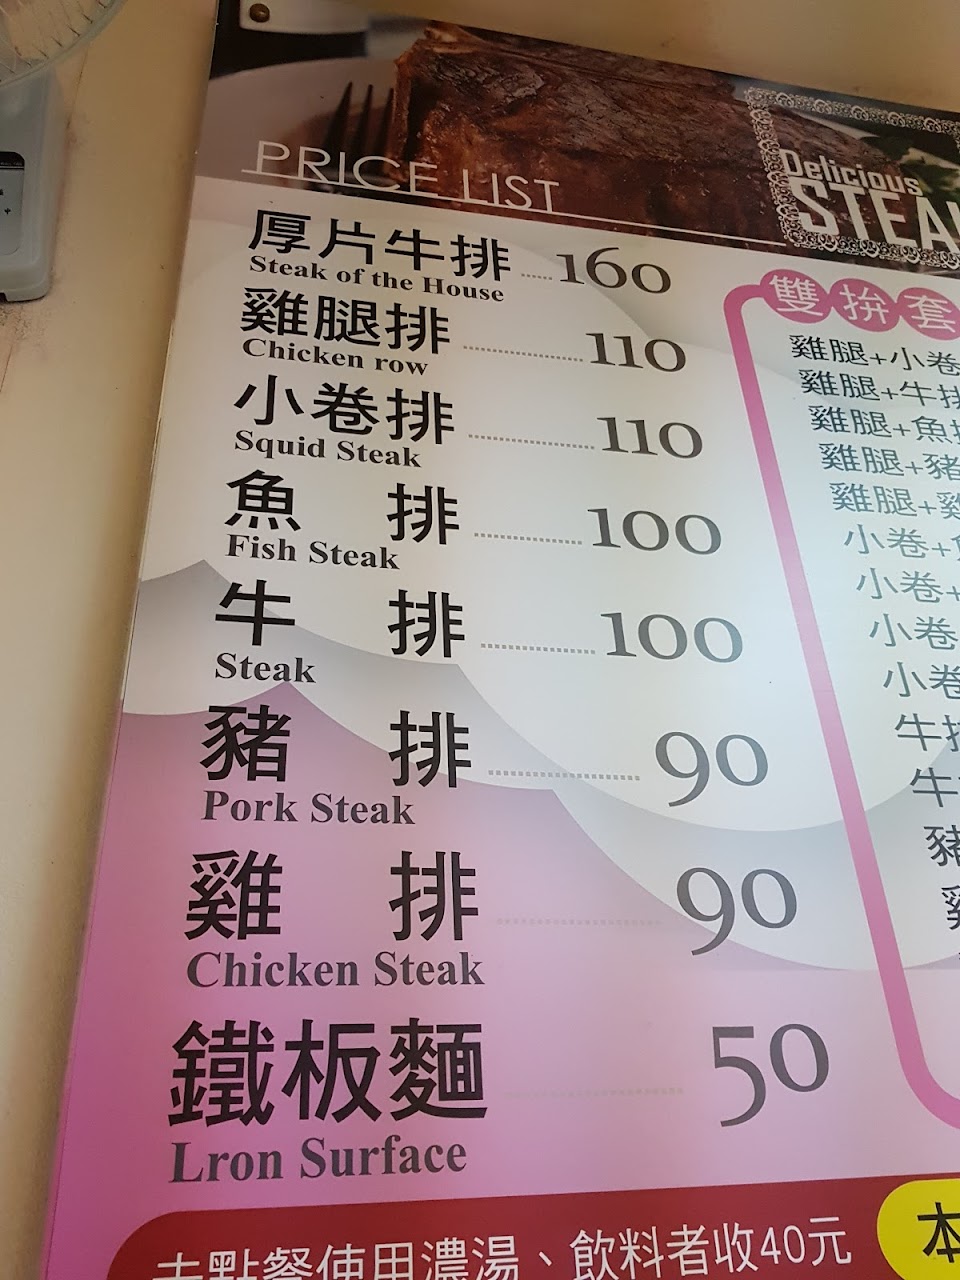 PRICE LIST
Delicious
厚片牛排 160
Steak of the House
雞腿排 110
Chicken row
小卷排 110
Squid Steak
魚 排 100
Fish Steak
牛 排 100
Steak
豬 排 90
Pork Steak
雞 排 90
Chicken Steak
鐵板麵 50
Lron Surface
雙拚套
雞腿+小卷
雞腿+牛排
雞腿+魚
雞腿+豬
雞腿+雞
小卷+
小卷+
小卷
小卷
牛排
牛
豬
未點餐使用濃湯、飲料者收40元
本